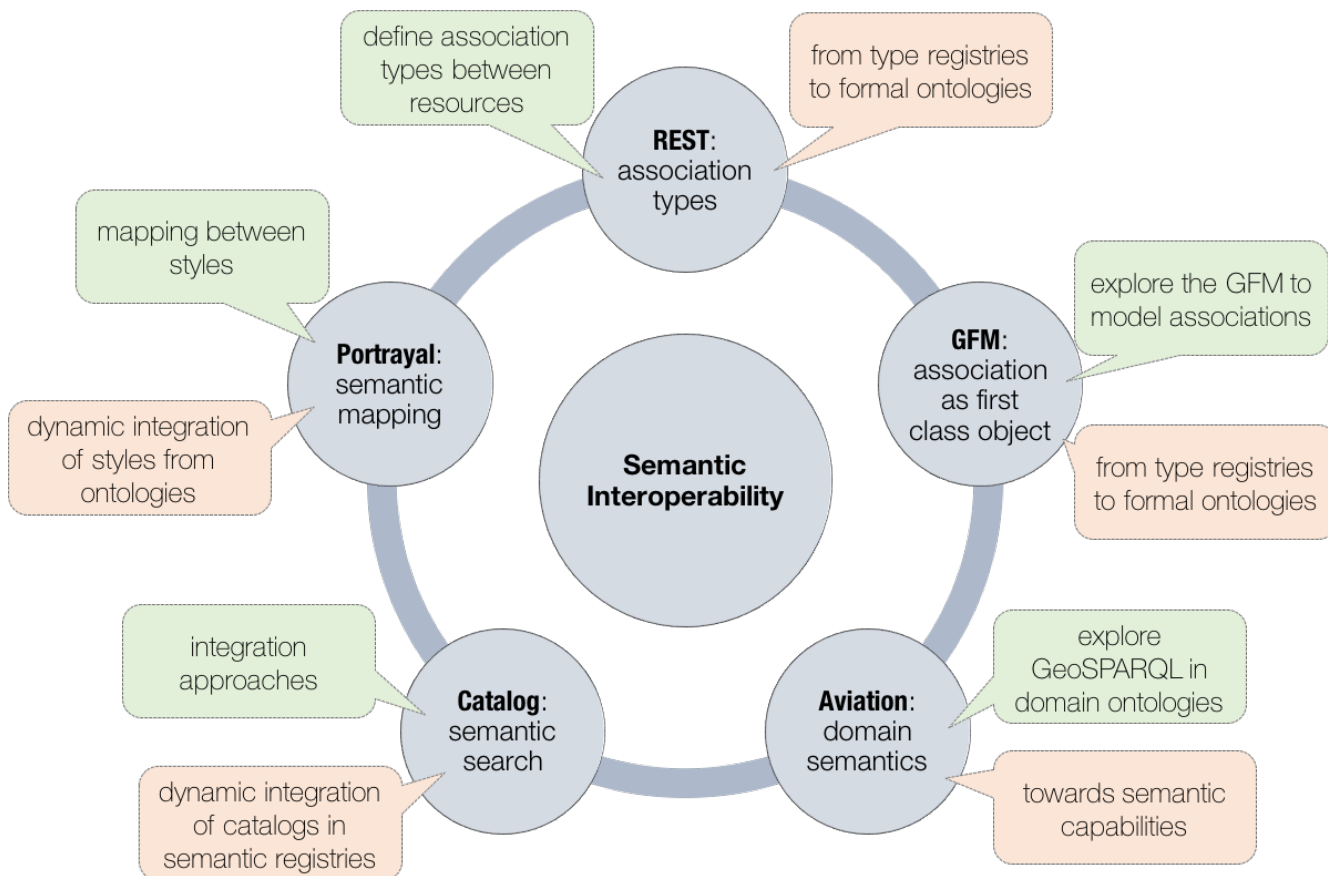 define association
types between
resources
from type registries
to formal ontologies
REST:
association
types
mapping between
styles
explore the GFM to
model associations
Portrayal:
semantic
mapping
GFM:
association
as first
class object
dynamic integration
of styles from
ontologies
Semantic
Interoperability
from type registries
to formal ontologies
integration
approaches
explore
GeoSPARQL in
domain ontologies
Catalog:
semantic
search
Aviation:
domain
semantics
dynamic integration
of catalogs in
semantic registries
towards semantic
capabilities